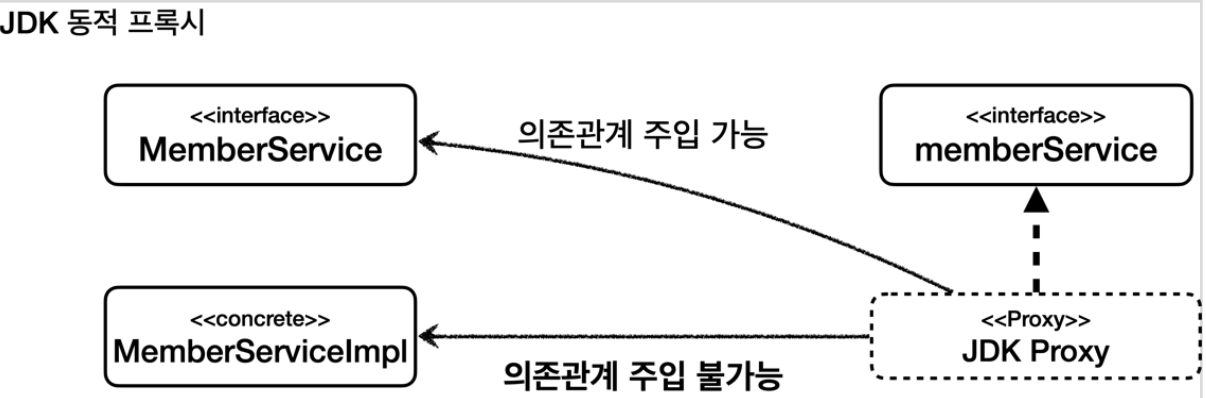 JDK 동적 프록시
<<interface>>
MemberService
의존관계 주입 가능
<<interface>>
memberService
<<concrete>>
MemberServiceImpl
의존관계 주입 불가능
<<Proxy>>
JDK Proxy